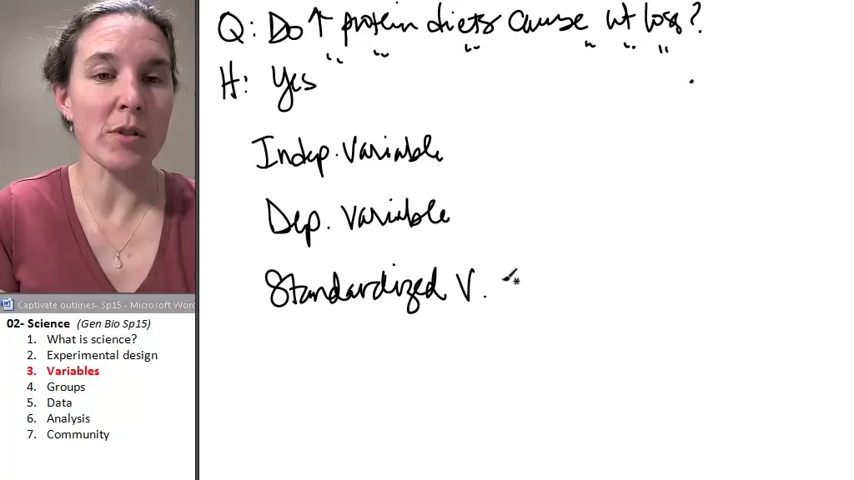 Q: Do ↑ protein diets cause wt loss?
H: Yes " " " " " "
Indep. Variable
Dep. Variable
Standardized V.
Captivate outlines- Sp15 - Microsoft Word
02- Science (Gen Bio Sp15)
1. What is science?
2. Experimental design
3. Variables
4. Groups
5. Data
6. Analysis
7. Community